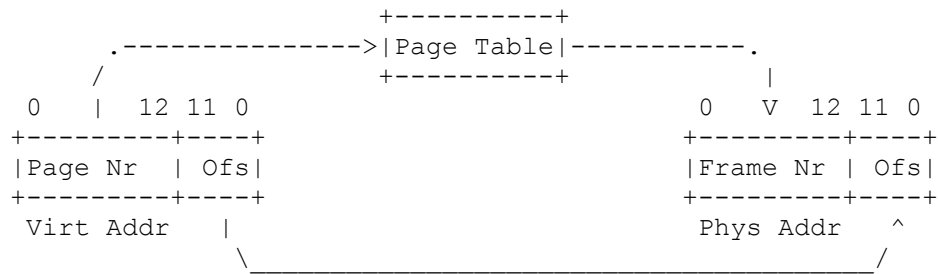 Page Table
0 12 11 0 0 V 12 11 0
Page Nr Ofs Frame Nr Ofs
Virt Addr Phys Addr